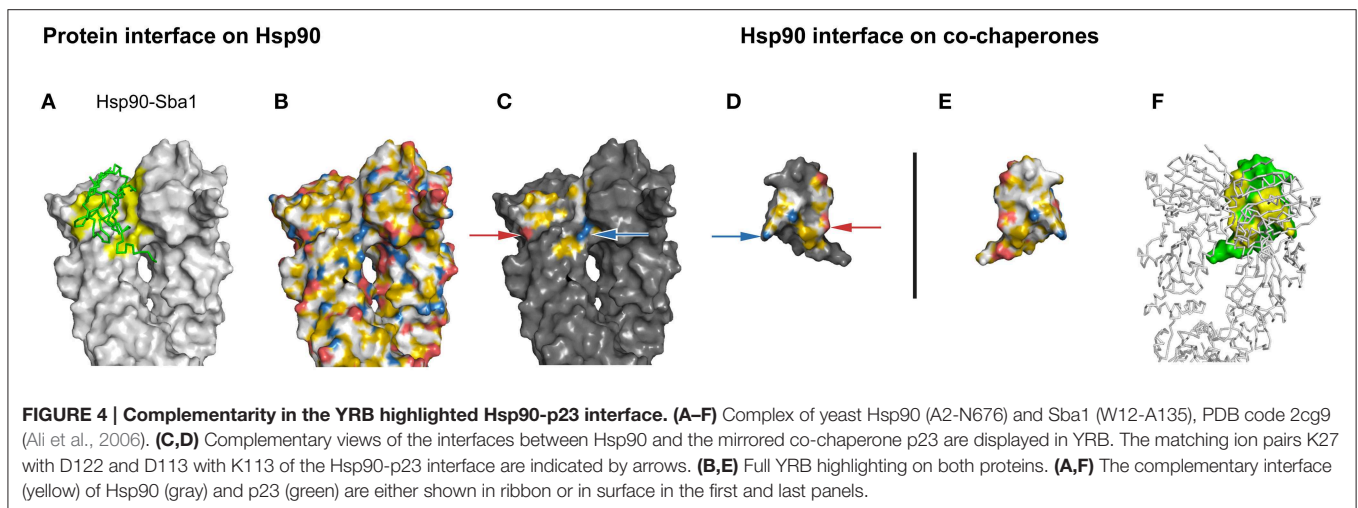 Protein interface on Hsp90
Hsp90 interface on co-chaperones
A Hsp90-Sba1 B C D E F
FIGURE 4 | Complementarity in the YRB highlighted Hsp90-p23 interface. (A–F) Complex of yeast Hsp90 (A2-N676) and Sba1 (W12-A135), PDB code 2cg9
(Ali et al., 2006). (C,D) Complementary views of the interfaces between Hsp90 and the mirrored co-chaperone p23 are displayed in YRB. The matching ion pairs K27
with D122 and D113 with K113 of the Hsp90-p23 interface are indicated by arrows. (B,E) Full YRB highlighting on both proteins. (A,F) The complementary interface
(yellow) of Hsp90 (gray) and p23 (green) are either shown in ribbon or in surface in the first and last panels.